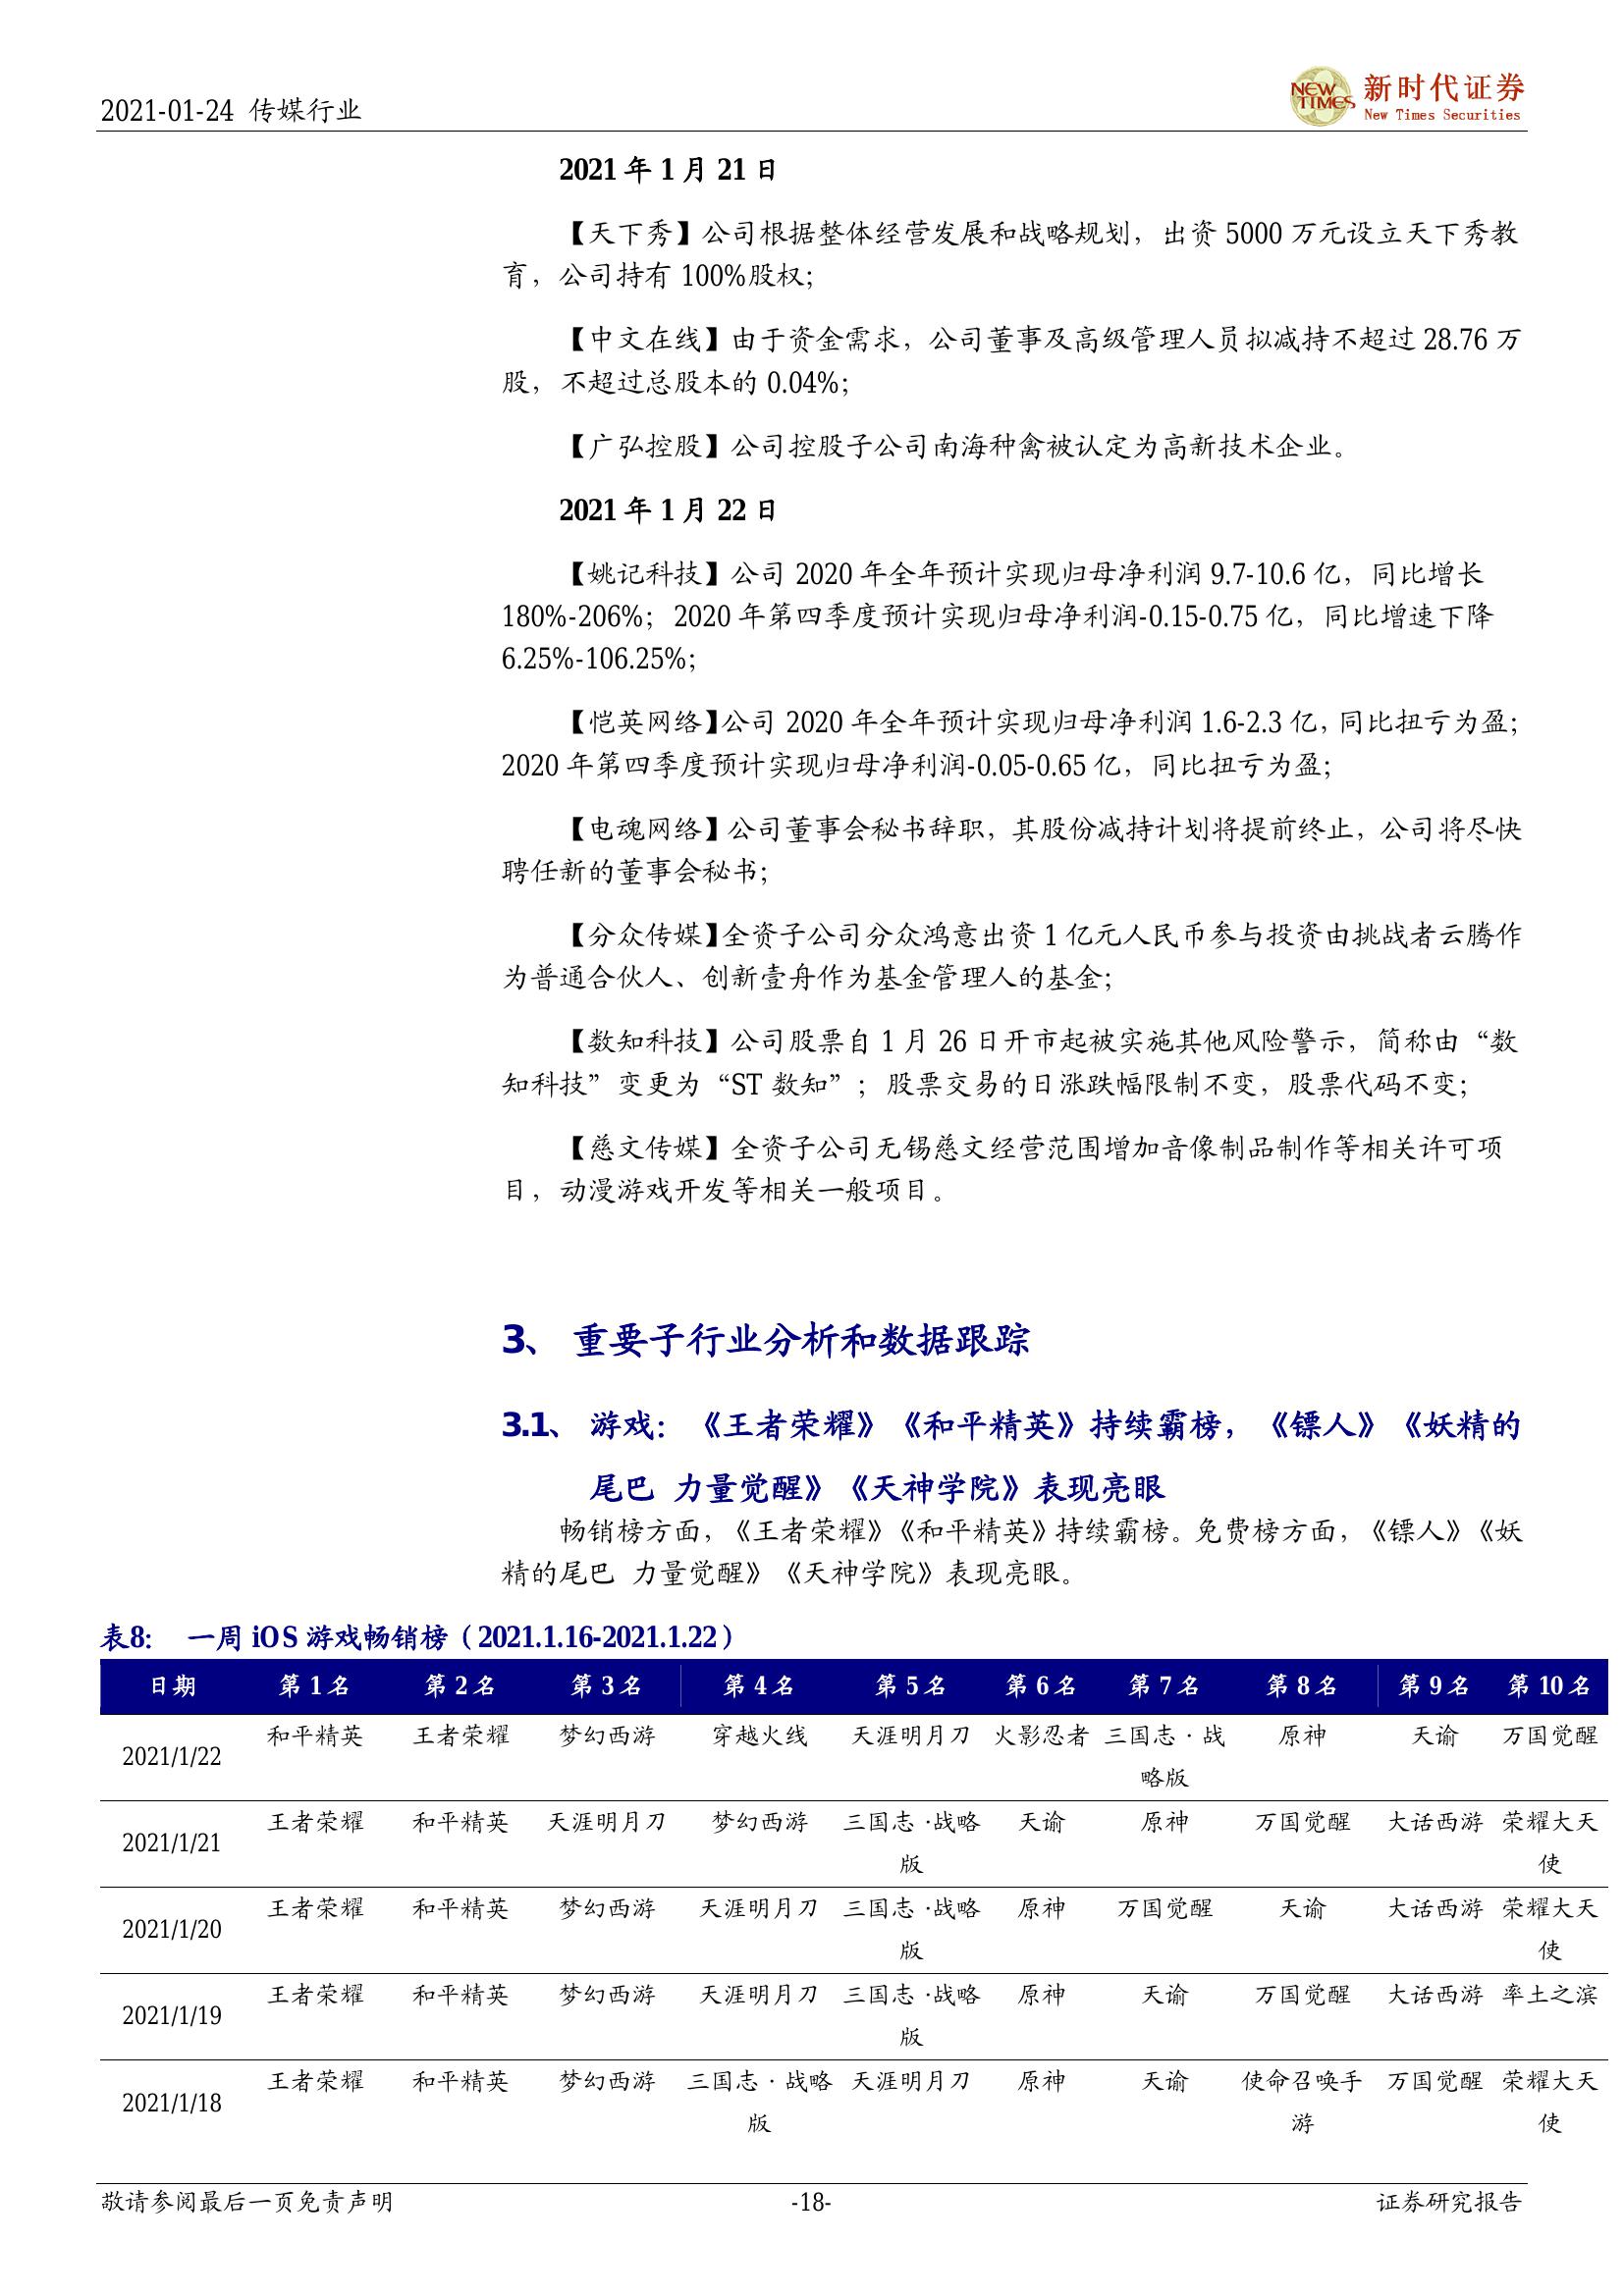 2021-01-24 传媒行业
NEW
TIMES
新时代证券
New Times Securities
2021 年 1 月 21 日
【天下秀】公司根据整体经营发展和战略规划，出资 5000 万元设立天下秀教
育，公司持有 100%股权；
【中文在线】由于资金需求，公司董事及高级管理人员拟减持不超过 28.76 万
股，不超过总股本的 0.04%；
【广弘控股】公司控股子公司南海种禽被认定为高新技术企业。
2021 年 1 月 22 日
【姚记科技】公司 2020 年全年预计实现归母净利润 9.7-10.6 亿，同比增长
180%-206%；2020 年第四季度预计实现归母净利润-0.15-0.75 亿，同比增速下降
6.25%-106.25%；
【恺英网络】公司 2020 年全年预计实现归母净利润 1.6-2.3 亿，同比扭亏为盈；
2020 年第四季度预计实现归母净利润-0.05-0.65 亿，同比扭亏为盈；
【电魂网络】公司董事会秘书辞职，其股份减持计划将提前终止，公司将尽快
聘任新的董事会秘书；
【分众传媒】全资子公司分众鸿意出资 1 亿元人民币参与投资由挑战者云腾作
为普通合伙人、创新壹舟作为基金管理人的基金；
【数知科技】公司股票自 1 月 26 日开市起被实施其他风险警示，简称由“数
知科技”变更为“ST 数知”；股票交易的日涨跌幅限制不变，股票代码不变；
【慈文传媒】全资子公司无锡慈文经营范围增加音像制品制作等相关许可项
目，动漫游戏开发等相关一般项目。
3、 重要子行业分析和数据跟踪
3.1、 游戏：《王者荣耀》《和平精英》持续霸榜，《镖人》《妖精的
尾巴 力量觉醒》《天神学院》表现亮眼
畅销榜方面，《王者荣耀》《和平精英》持续霸榜。免费榜方面，《镖人》《妖
精的尾巴 力量觉醒》《天神学院》表现亮眼。
表8： 一周 iOS 游戏畅销榜（2021.1.16-2021.1.22）
日期 第 1 名 第 2 名 第 3 名 第 4 名 第 5 名 第 6 名 第 7 名 第 8 名 第 9 名 第 10 名
2021/1/22 和平精英 王者荣耀 梦幻西游 穿越火线 天涯明月刀 火影忍者 三国志·战 原神 天谕 万国觉醒
略版
2021/1/21 王者荣耀 和平精英 天涯明月刀 梦幻西游 三国志·战略 天谕 原神 万国觉醒 大话西游 荣耀大天
版 使
2021/1/20 王者荣耀 和平精英 梦幻西游 天涯明月刀 三国志·战略 原神 万国觉醒 天谕 大话西游 荣耀大天
版 使
2021/1/19 王者荣耀 和平精英 梦幻西游 天涯明月刀 三国志·战略 原神 天谕 万国觉醒 大话西游 率土之滨
版
2021/1/18 王者荣耀 和平精英 梦幻西游 三国志·战略 天涯明月刀 原神 天谕 使命召唤手 万国觉醒 荣耀大天
版 游 使
敬请参阅最后一页免责声明 -18- 证券研究报告